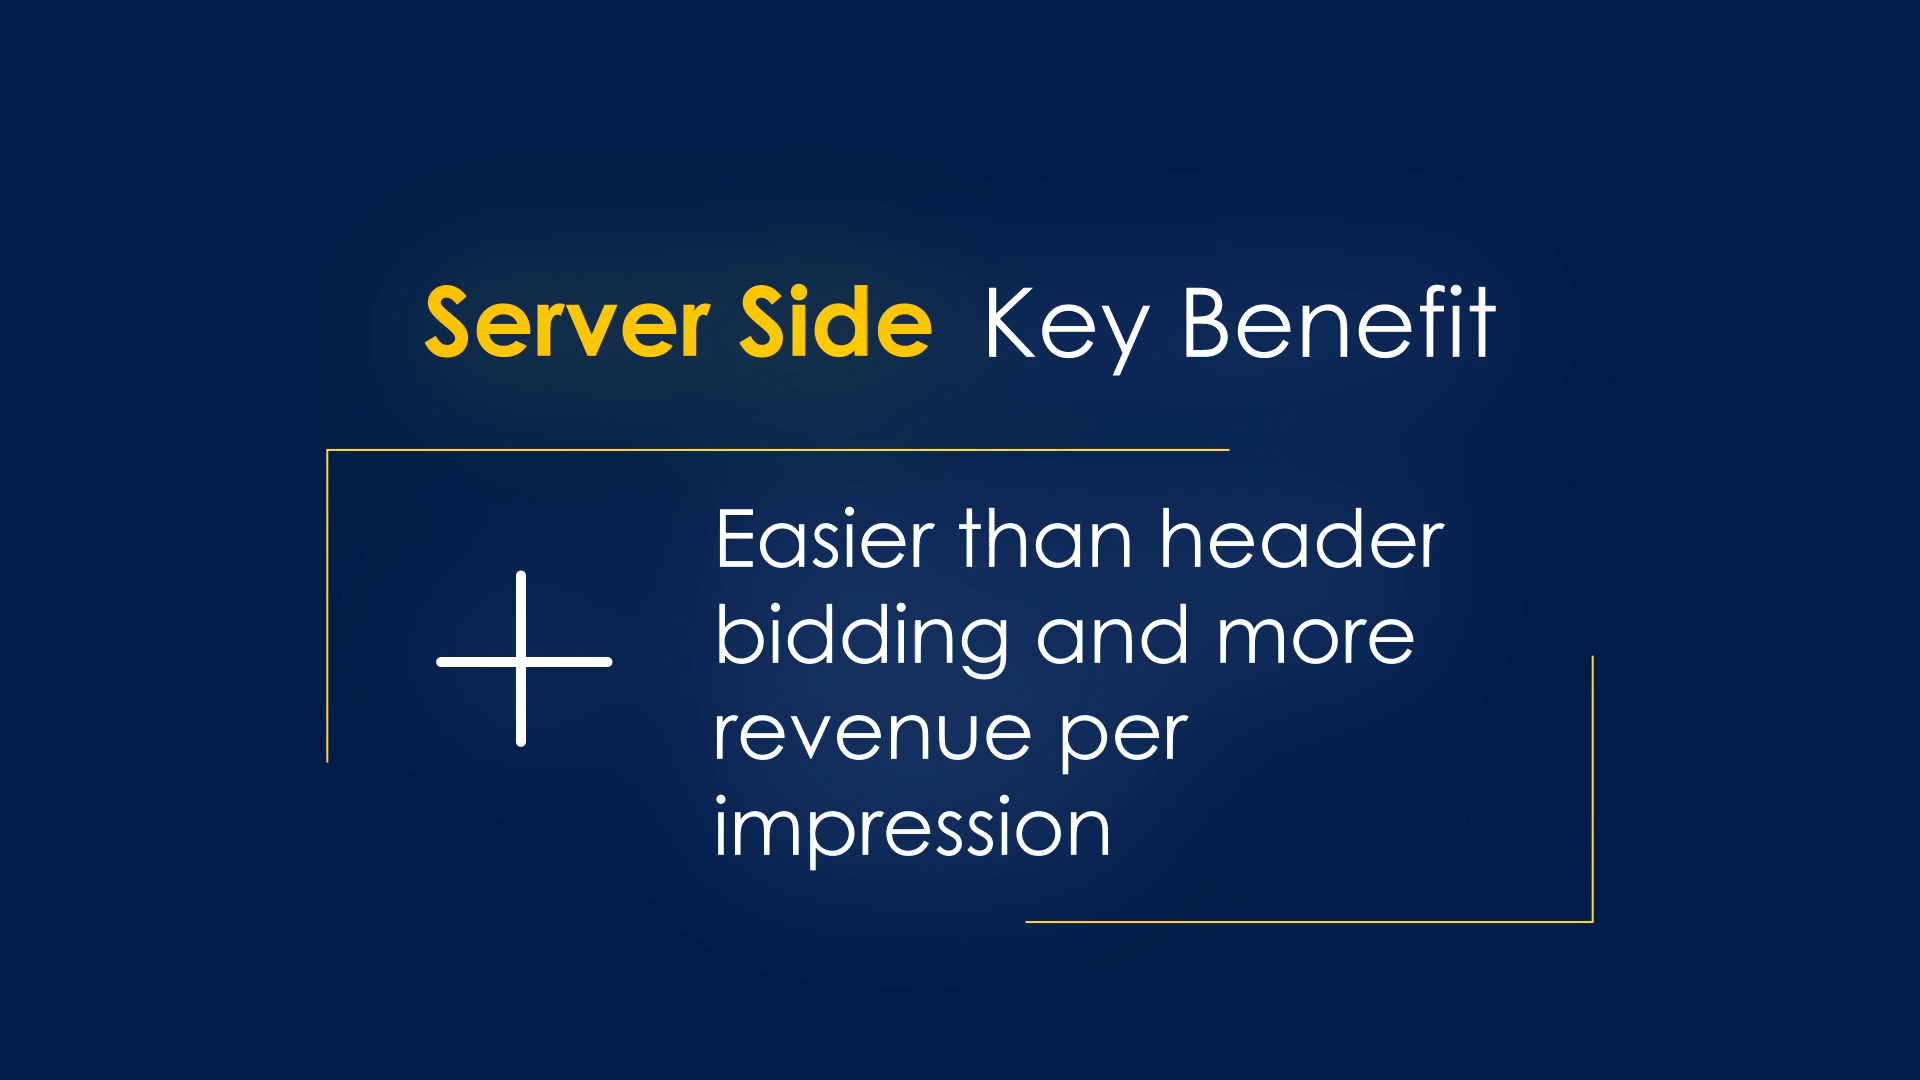 Server Side Key Benefit
Easier than header
bidding and more
revenue per
impression